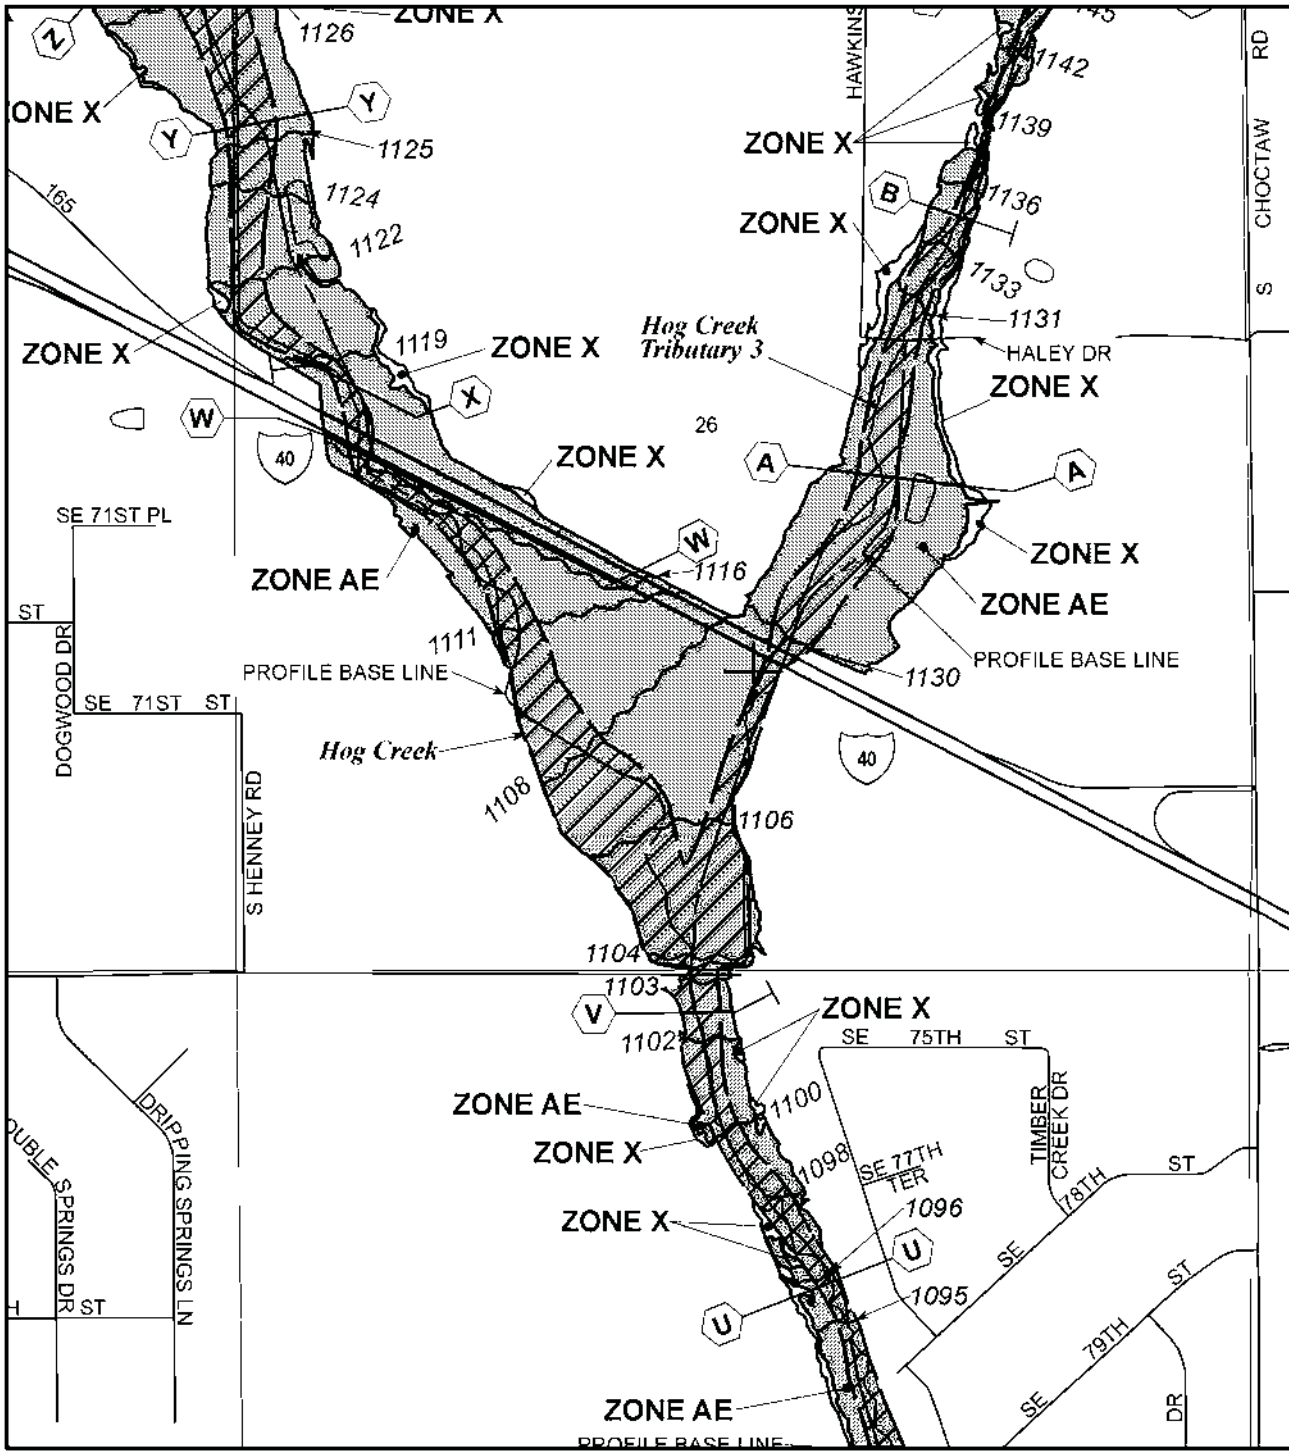 ZONE X
1126
Z
ZONE X
Y
Y
1125
165
1124
1122
ZONE X
1119
ZONE X
X
W
40
ZONE X
SE 71ST PL
ZONE AE
W
1116
ST
DOGWOOD DR
1111
PROFILE BASE LINE
SE 71ST ST
Hog Creek
1108
S HENNEY RD
1106
1104
HAWKINS
1142
1139
ZONE X
B
1136
ZONE X
1133
1131
Hog Creek
Tributary 3
HALEY DR
ZONE X
26
A
A
ZONE X
ZONE AE
PROFILE BASE LINE
1130
40
S CHOCTAW RD
1103
V
1102
ZONE X
SE 75TH ST
ZONE AE
1100
ZONE X
1098
SE 77TH
TER
TIMBER
CREEK DR
78TH
ST
ZONE X
1096
U
SE
ST
1095
U
79TH
SE
DR
ZONE AE
PROFILE BASE LINE
DRIPPING SPRINGS LN
SPRINGS DR
ST